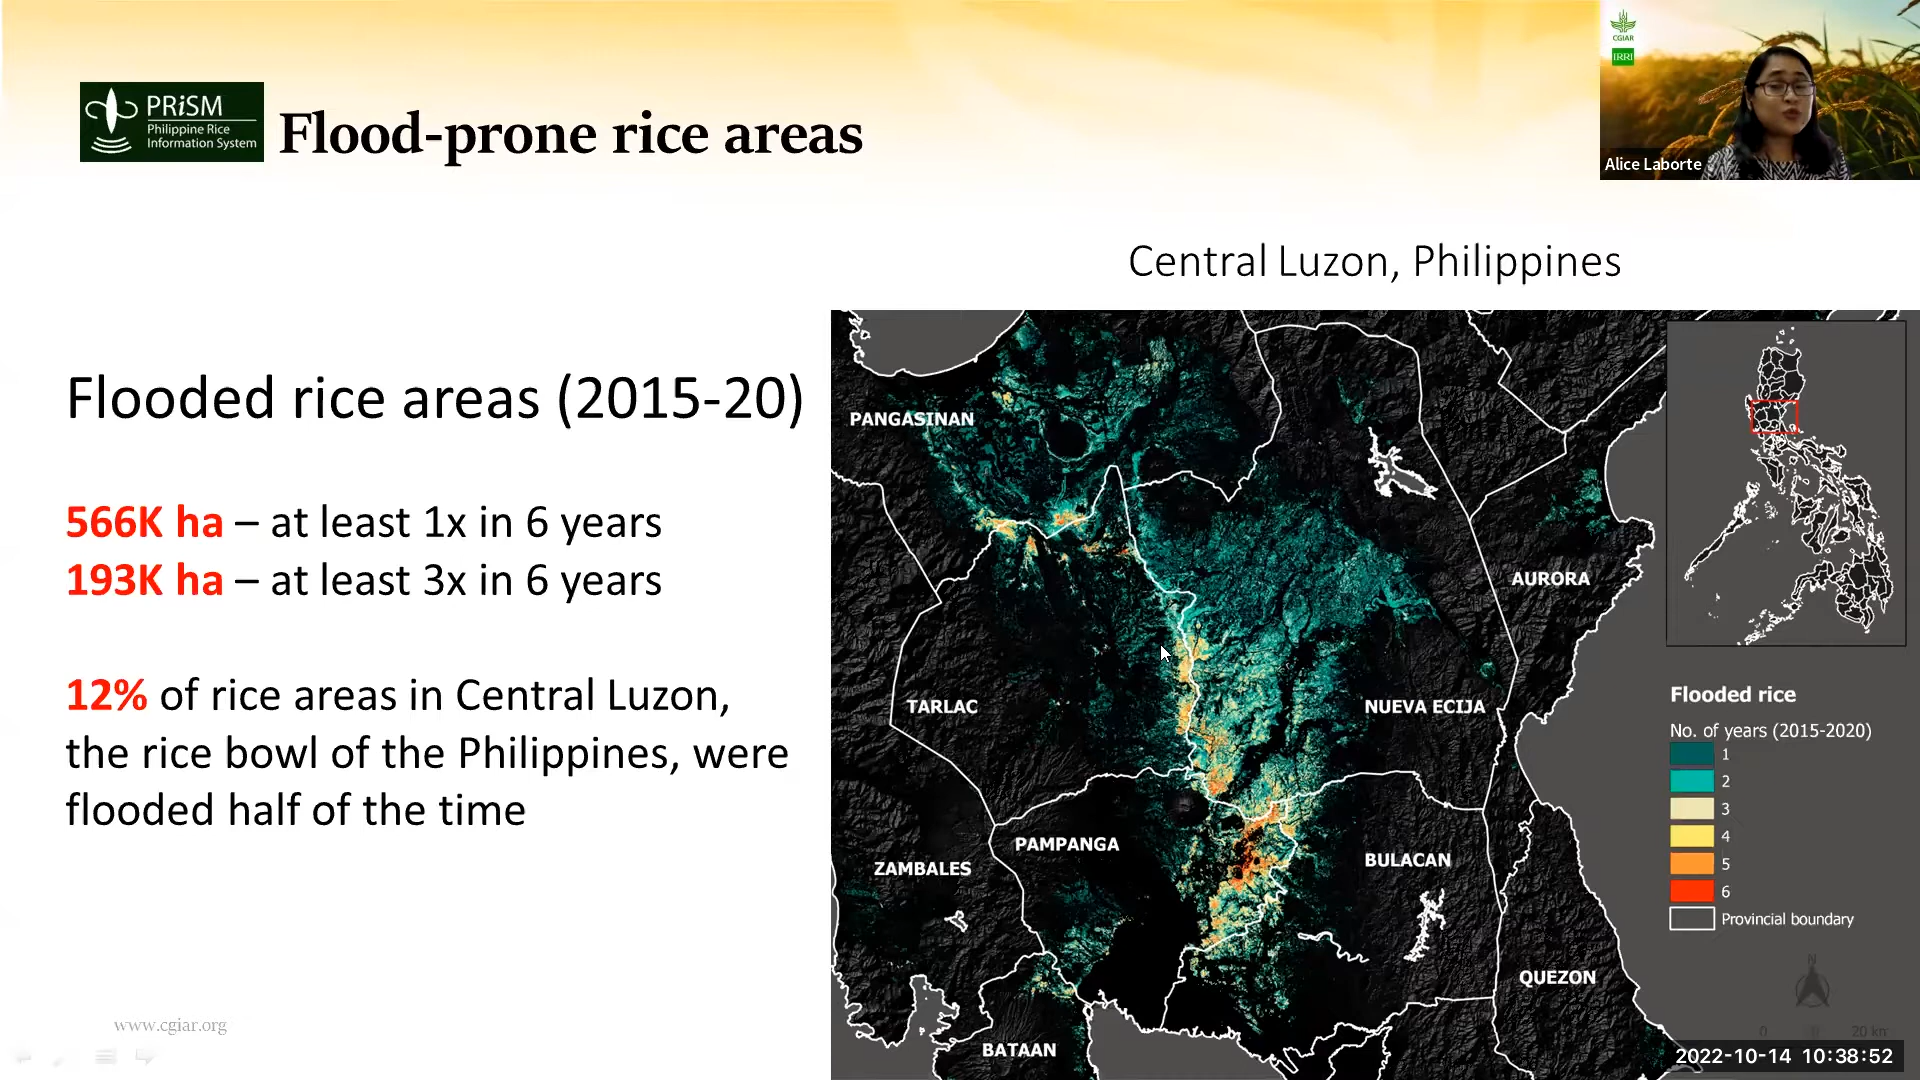 CGIAR
IRRI
Alice Laborte
PRiSM
Philippine Rice
Information System
Flood-prone rice areas
Central Luzon, Philippines
Flooded rice areas (2015-20)
566K ha – at least 1x in 6 years
193K ha – at least 3x in 6 years
12% of rice areas in Central Luzon,
the rice bowl of the Philippines, were
flooded half of the time
PANGASINAN
AURORA
TARLAC
NUEVA ECIJA
PAMPANGA
BULACAN
ZAMBALES
QUEZON
BATAAN
Flooded rice
No. of years (2015-2020)
1
2
3
4
5
6
Provincial boundary
N
0
20 km
www.cgiar.org
2022-10-14 10:38:52